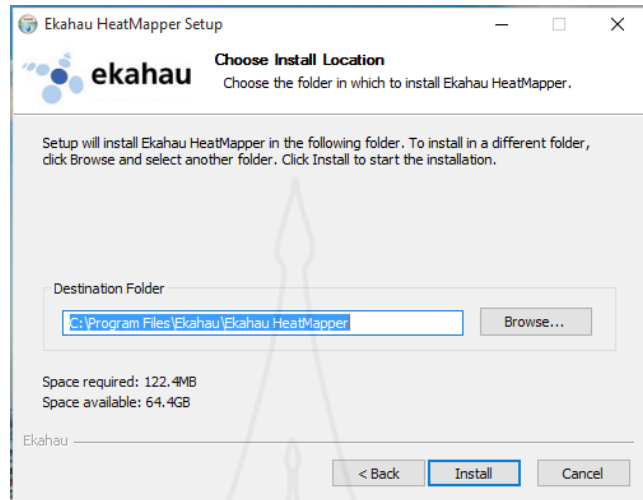 Ekahau HeatMapper Setup
ekahau
Choose Install Location
Choose the folder in which to install Ekahau HeatMapper.
Setup will install Ekahau HeatMapper in the following folder. To install in a different folder,
click Browse and select another folder. Click Install to start the installation.
Destination Folder
C:\Program Files\Ekahau\Ekahau HeatMapper
Browse...
Space required: 122.4MB
Space available: 64.4GB
Ekahau
< Back
Install
Cancel